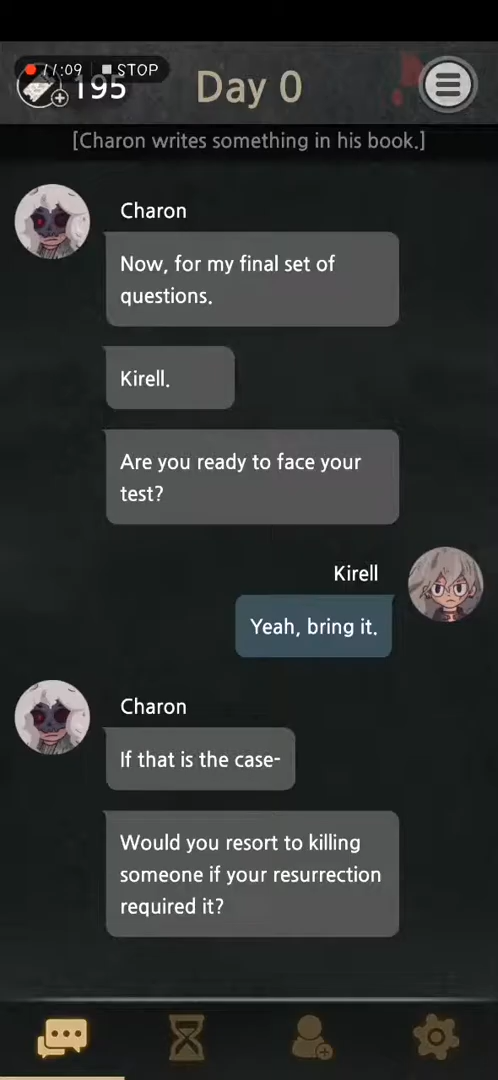 11:09 STOP
195
Day 0
[Charon writes something in his book.]
Charon
Now, for my final set of
questions.
Kirell.
Are you ready to face your
test?
Kirell
Yeah, bring it.
Charon
If that is the case-
Would you resort to killing
someone if your resurrection
required it?